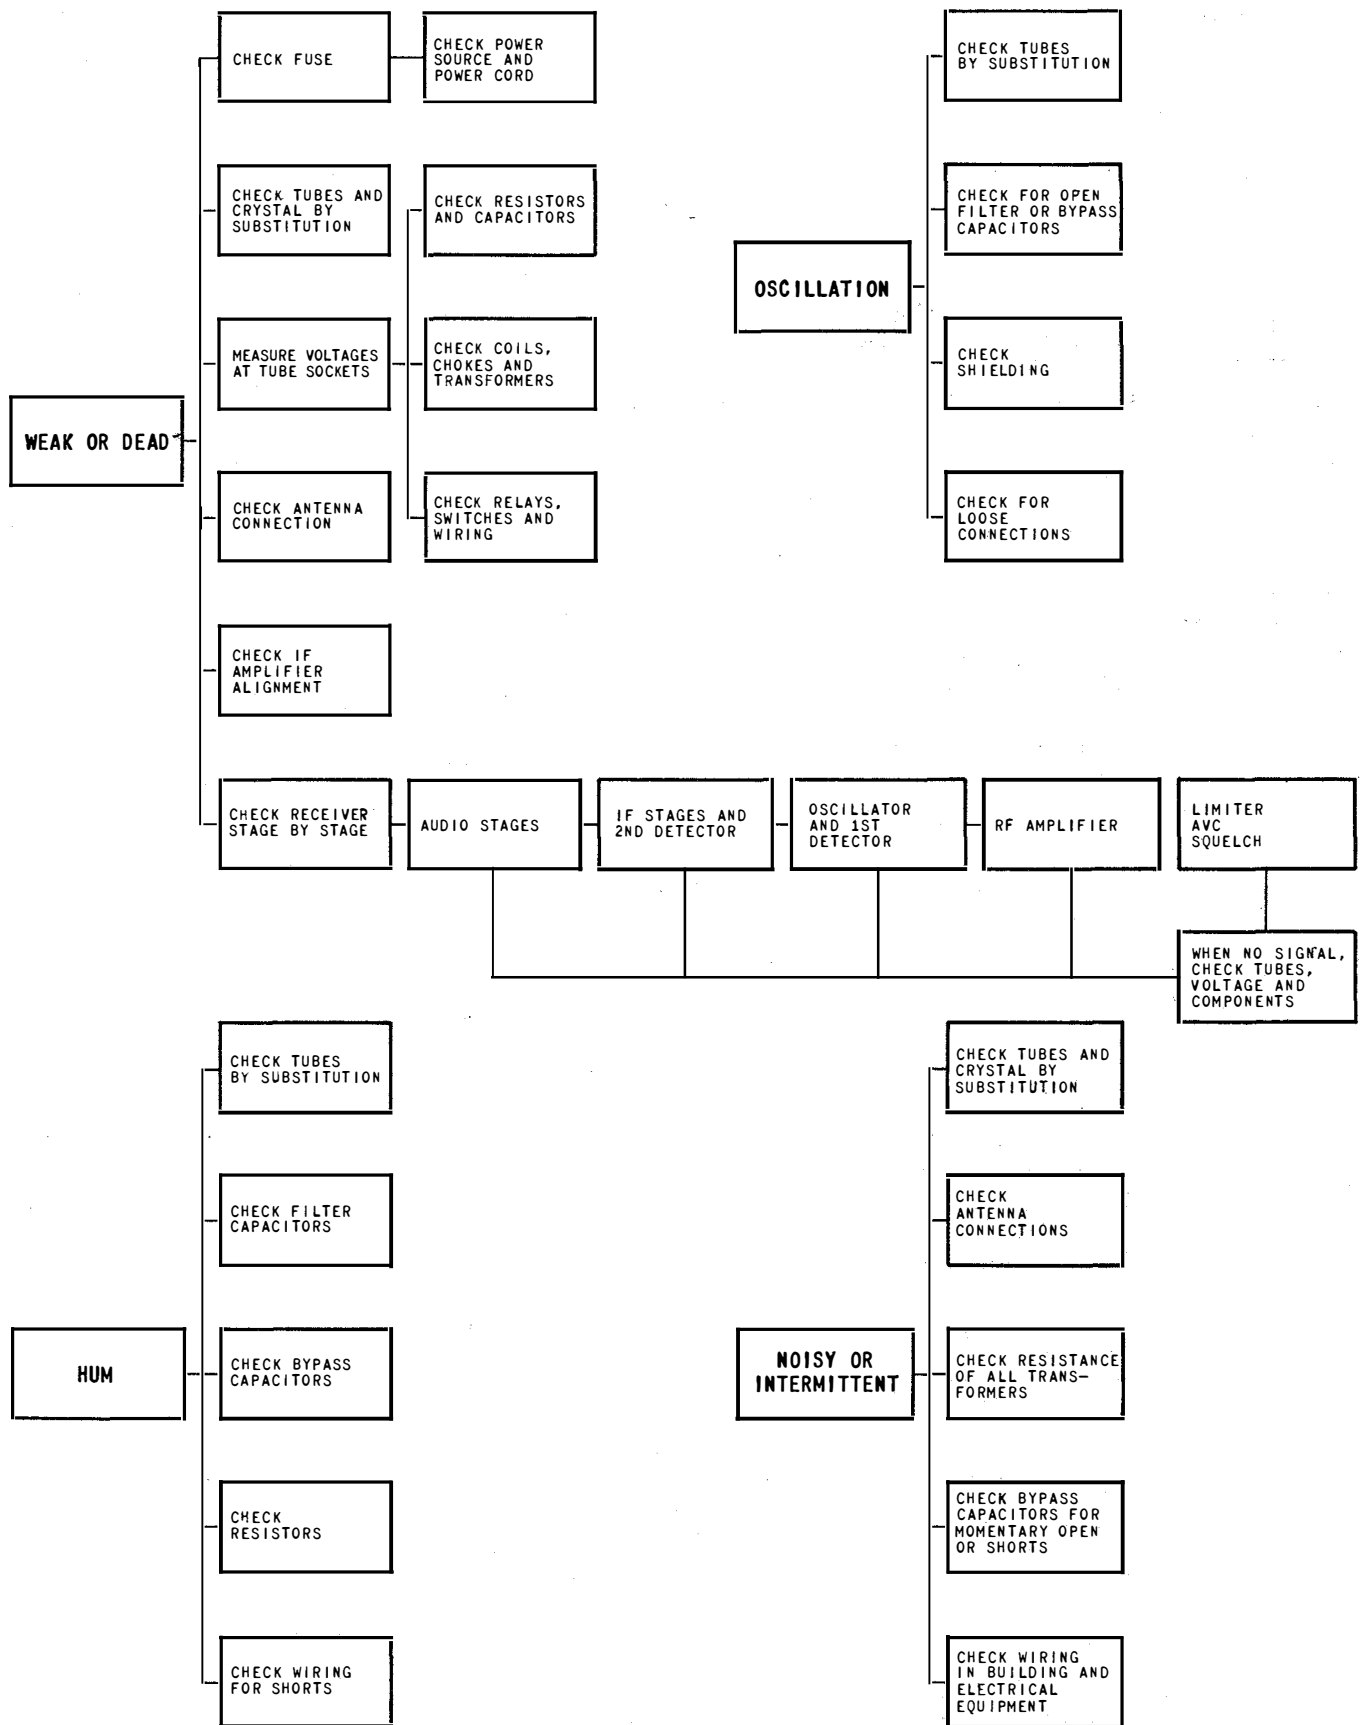 CHECK FUSE
CHECK POWER
SOURCE AND
POWER CORD
CHECK TUBES AND
CRYSTAL BY
SUBSTITUTION
CHECK RESISTORS
AND CAPACITORS
MEASURE VOLTAGES
AT TUBE SOCKETS
CHECK COILS,
CHOKES AND
TRANSFORMERS
WEAK OR DEAD
CHECK ANTENNA
CONNECTION
CHECK RELAYS,
SWITCHES AND
WIRING
CHECK IF
AMPLIFIER
ALIGNMENT
CHECK TUBES
BY SUBSTITUTION
CHECK FOR OPEN
FILTER OR BYPASS
CAPACITORS
OSCILLATION
CHECK
SHIELDING
CHECK FOR
LOOSE
CONNECTIONS
CHECK RECEIVER
STAGE BY STAGE
AUDIO STAGES
IF STAGES AND
2ND DETECTOR
OSCILLATOR
AND 1ST
DETECTOR
RF AMPLIFIER
LIMITER
AVC
SQUELCH
WHEN NO SIGNAL,
CHECK TUBES,
VOLTAGE AND
COMPONENTS
CHECK TUBES
BY SUBSTITUTION
CHECK FILTER
CAPACITORS
HUM
CHECK BYPASS
CAPACITORS
CHECK
RESISTORS
CHECK WIRING
FOR SHORTS
CHECK TUBES AND
CRYSTAL BY
SUBSTITUTION
CHECK
ANTENNA
CONNECTIONS
NOISY OR
INTERMITTENT
CHECK RESISTANCE
OF ALL TRANS-
FORMERS
CHECK BYPASS
CAPACITORS FOR
MOMENTARY OPEN
OR SHORTS
CHECK WIRING
IN BUILDING AND
ELECTRICAL
EQUIPMENT